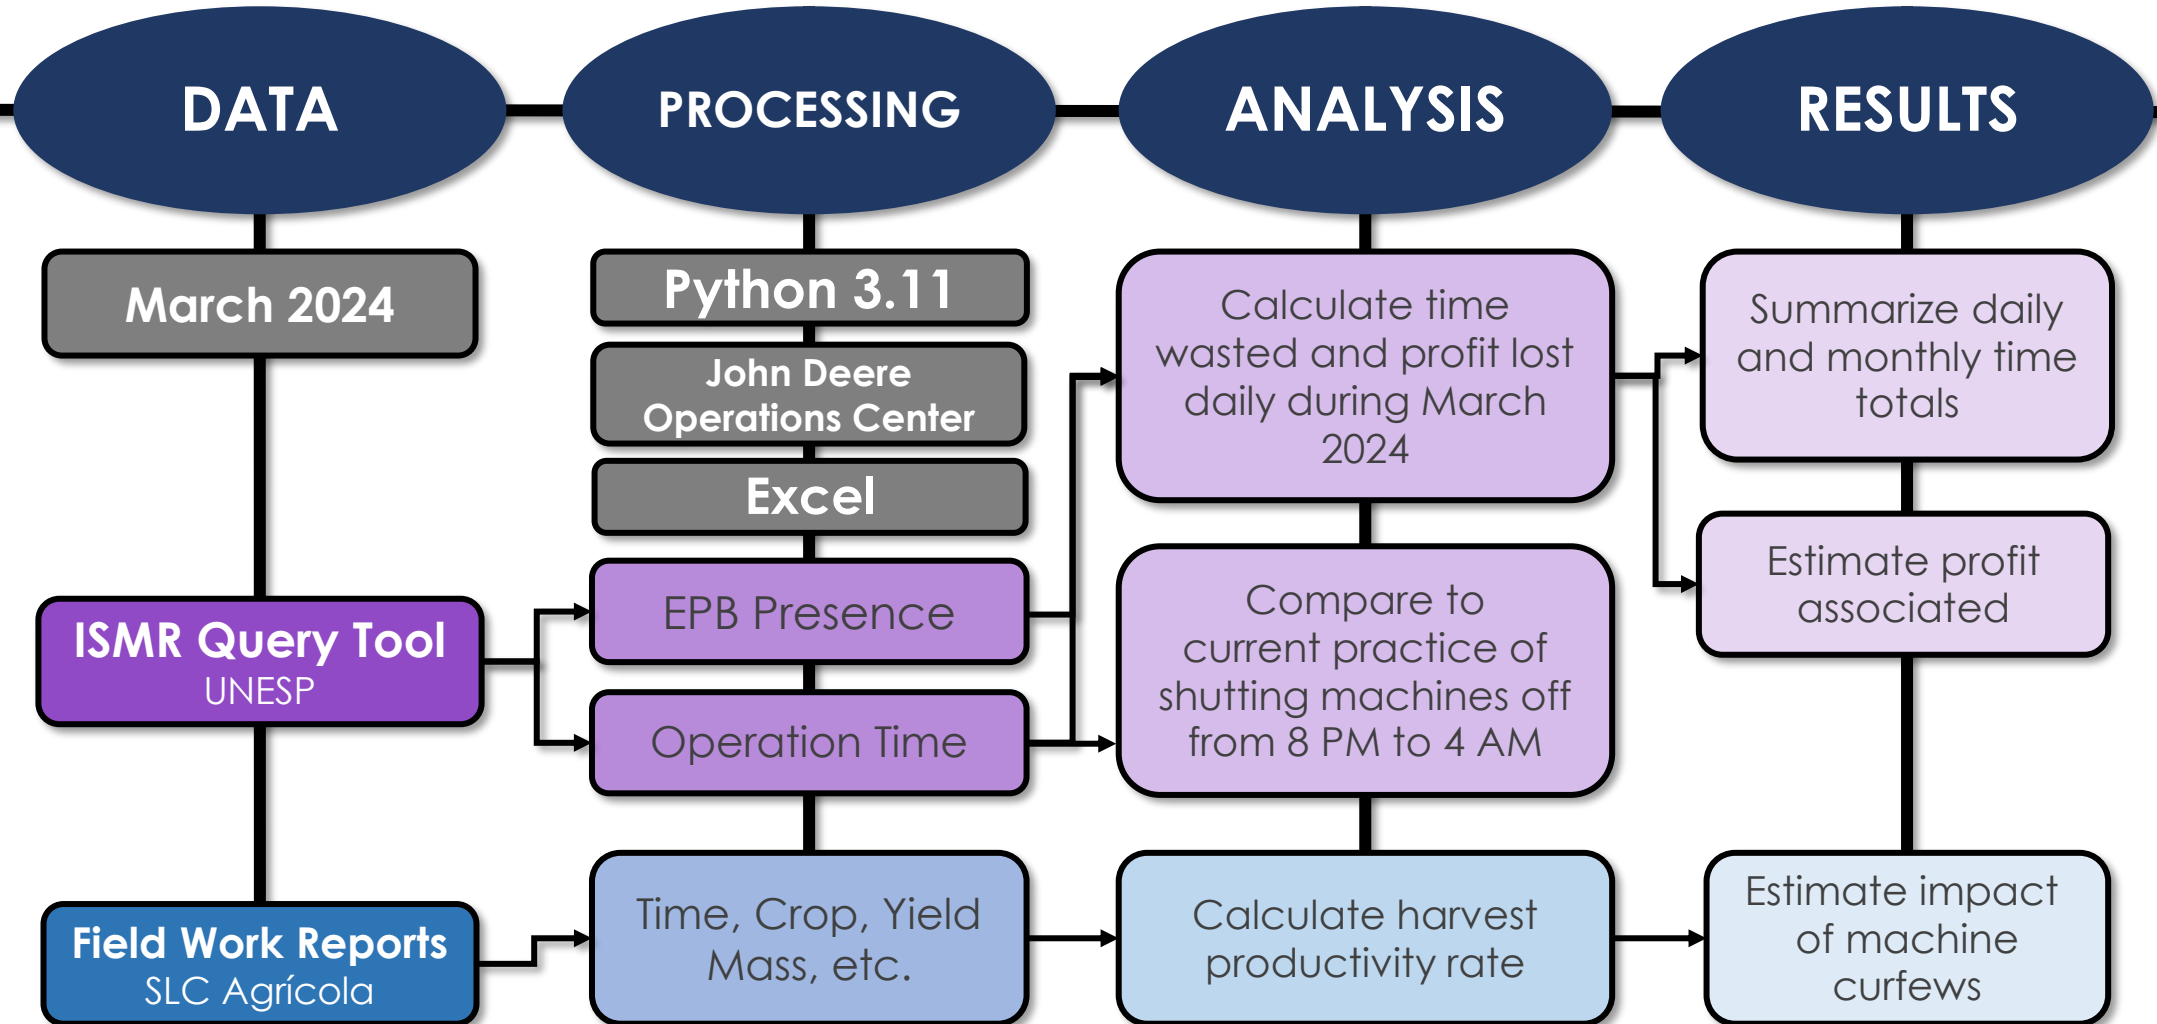 DATA
PROCESSING
ANALYSIS
RESULTS
March 2024
ISMR Query Tool
UNESP
Field Work Reports
SLC Agrícola
Python 3.11
John Deere
Operations Center
Excel
EPB Presence
Operation Time
Time, Crop, Yield
Mass, etc.
Calculate time
wasted and profit lost
daily during March
2024
Compare to
current practice of
shutting machines off
from 8 PM to 4 AM
Calculate harvest
productivity rate
Summarize daily
and monthly time
totals
Estimate profit
associated
Estimate impact
of machine
curfews